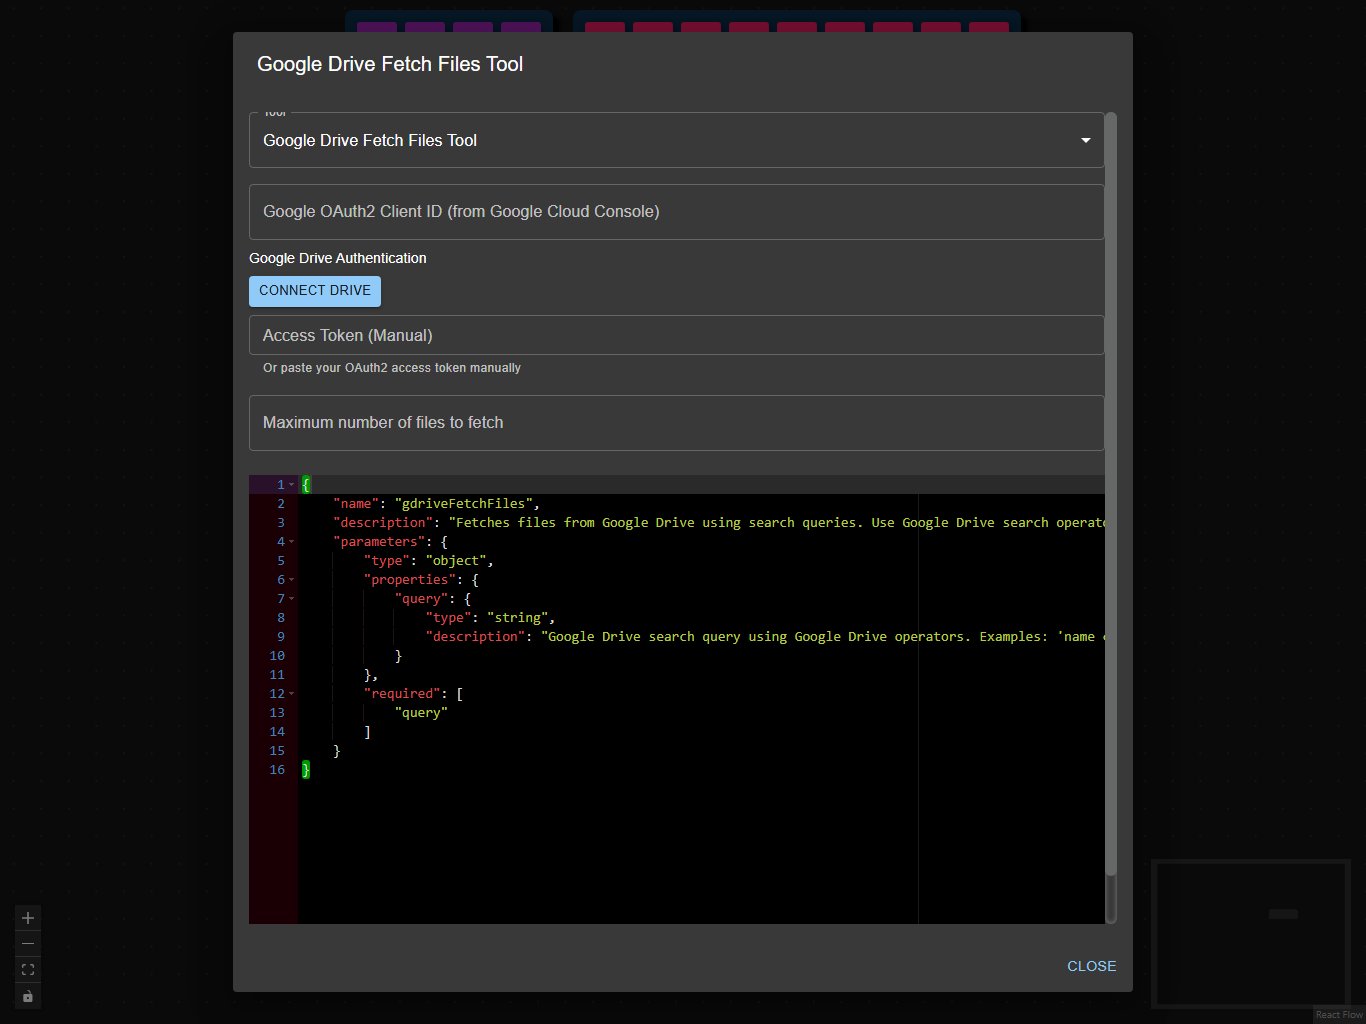 Google Drive Fetch Files Tool
Tool
Google Drive Fetch Files Tool
Google OAuth2 Client ID (from Google Cloud Console)
Google Drive Authentication
CONNECT DRIVE
Access Token (Manual)
Or paste your OAuth2 access token manually
Maximum number of files to fetch
1 {
2 "name": "gdriveFetchFiles",
3 "description": "Fetches files from Google Drive using search queries. Use Google Drive search operato
4 "parameters": {
5 "type": "object",
6 "properties": {
7 "query": {
8 "type": "string",
9 "description": "Google Drive search query using Google Drive operators. Examples: 'name c
10 }
11 },
12 "required": [
13 "query"
14 ]
15 }
16 }
CLOSE
React Flow